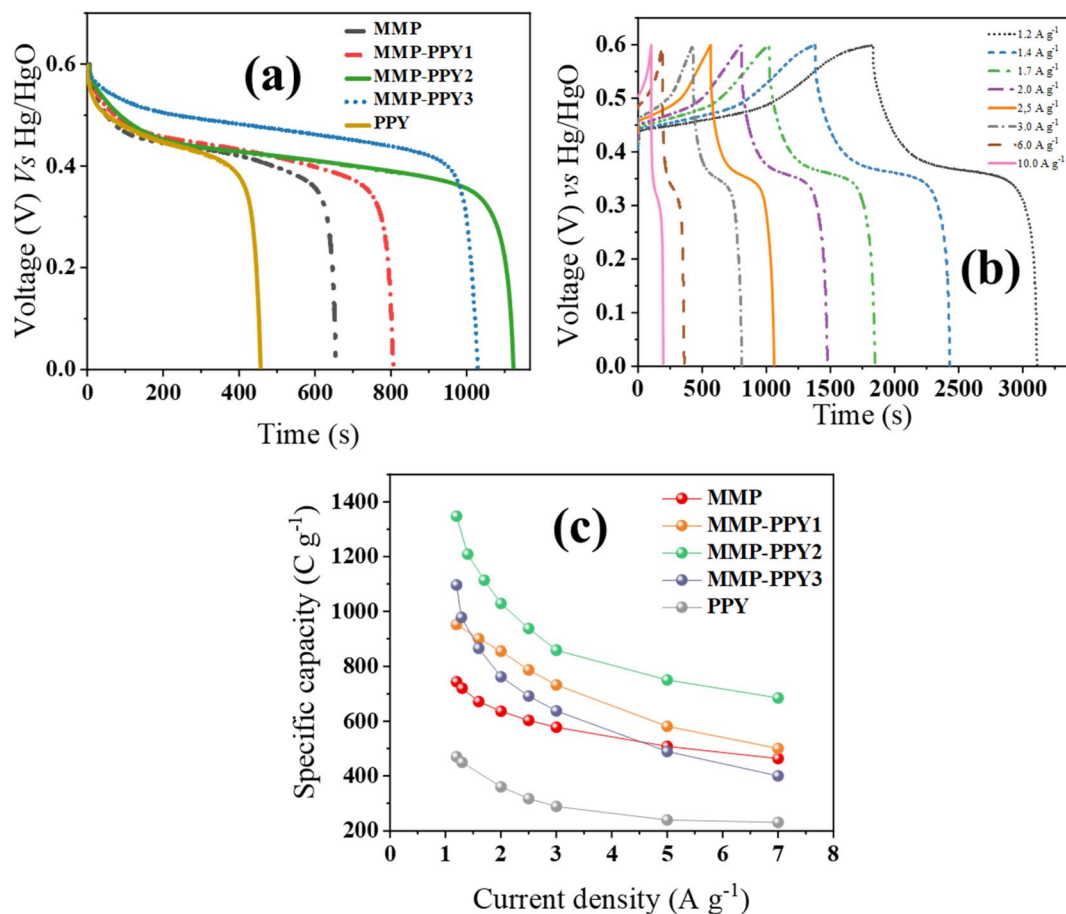 (a)
MMP
MMP-PPY1
MMP-PPY2
MMP-PPY3
PPY
Voltage (V) Vs Hg/HgO
0.6
0.4
0.2
0.0
0 200 400 600 800 1000
Time (s)
(b)
1.2 A g⁻¹
1.4 A g⁻¹
1.7 A g⁻¹
2.0 A g⁻¹
2.5 A g⁻¹
3.0 A g⁻¹
6.0 A g⁻¹
10.0 A g⁻¹
Voltage (V) vs Hg/HgO
0.6
0.5
0.4
0.3
0.2
0.1
0.0
0 500 1000 1500 2000 2500 3000
Time (s)
(c)
MMP
MMP-PPY1
MMP-PPY2
MMP-PPY3
PPY
Specific capacity (C g⁻¹)
1400
1200
1000
800
600
400
200
0 1 2 3 4 5 6 7 8
Current density (A g⁻¹)